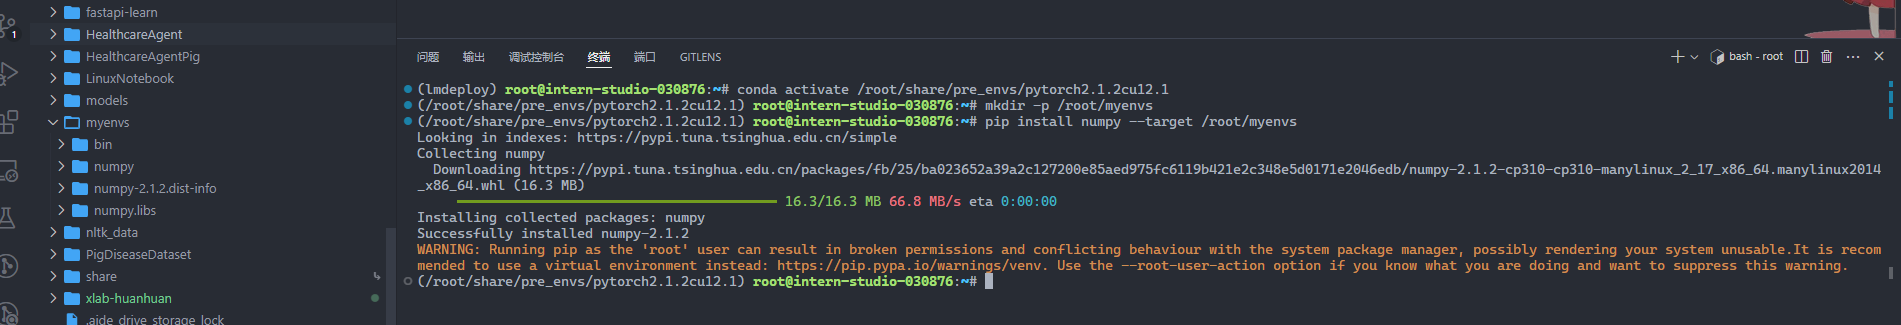 fastapi-learn
HealthcareAgent
HealthcareAgentPig
LinuxNotebook
models
myenvs
bin
numpy
numpy-2.1.2.dist-info
numpy.libs
nltk_data
PigDiseaseDataset
share
xlab-huanhuan
.aide_drive_storage_lock
1
问题 输出 调试控制台 终端 端口 GITLENS
bash - root
(lmdeploy) root@intern-studio-030876:~# conda activate /root/share/pre_envs/pytorch2.1.2cu12.1
(/root/share/pre_envs/pytorch2.1.2cu12.1) root@intern-studio-030876:~# mkdir -p /root/myenvs
(/root/share/pre_envs/pytorch2.1.2cu12.1) root@intern-studio-030876:~# pip install numpy --target /root/myenvs
Looking in indexes: https://pypi.tuna.tsinghua.edu.cn/simple
Collecting numpy
Downloading https://pypi.tuna.tsinghua.edu.cn/packages/fb/25/ba023652a39a2c127200e85aed975fc6119b421e2c348e5d0171e2046edb/numpy-2.1.2-cp310-cp310-manylinux_2_17_x86_64.manylinux2014
_x86_64.whl (16.3 MB)
16.3/16.3 MB 66.8 MB/s eta 0:00:00
Installing collected packages: numpy
Successfully installed numpy-2.1.2
WARNING: Running pip as the 'root' user can result in broken permissions and conflicting behaviour with the system package manager, possibly rendering your system unusable.It is recom
mended to use a virtual environment instead: https://pip.pypa.io/warnings/venv. Use the --root-user-action option if you know what you are doing and want to suppress this warning.
(/root/share/pre_envs/pytorch2.1.2cu12.1) root@intern-studio-030876:~#